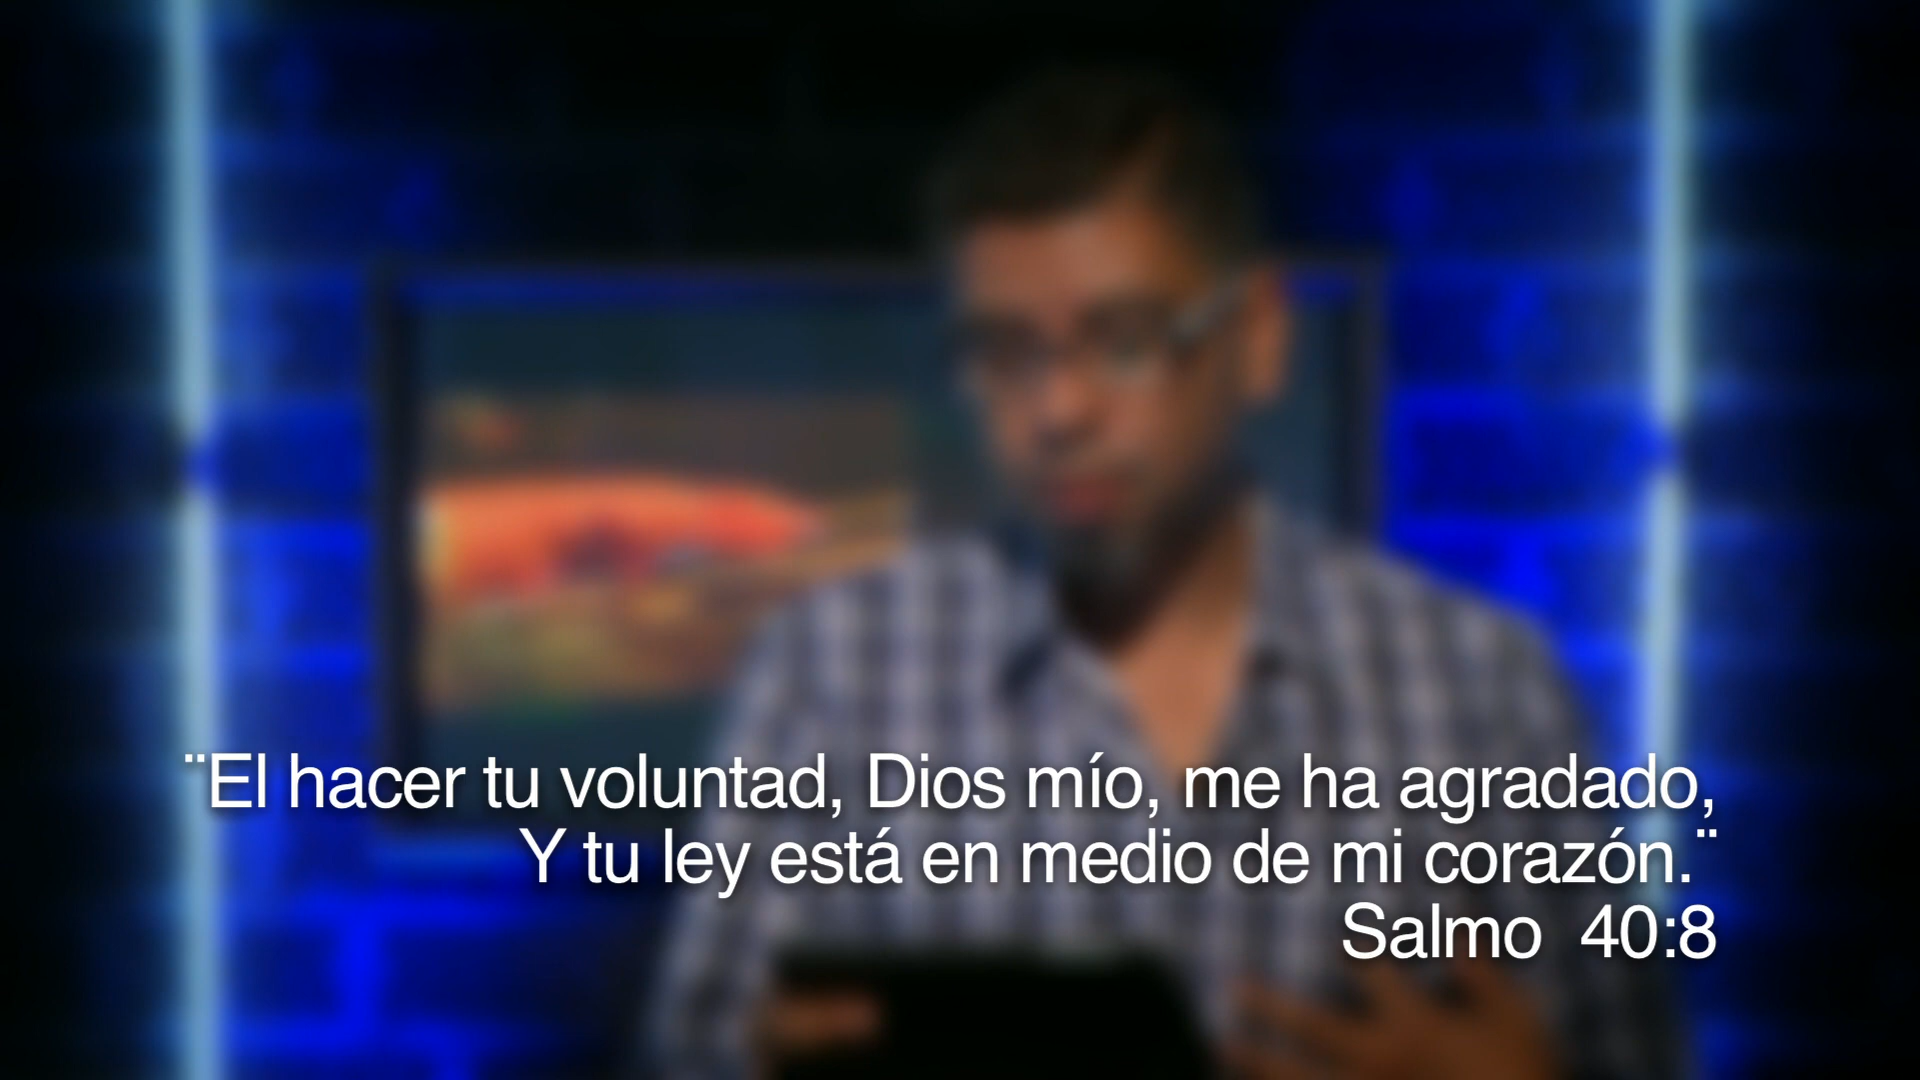 ¨El hacer tu voluntad, Dios mío, me ha agradado,
Y tu ley está en medio de mi corazón.¨
Salmo  40:8